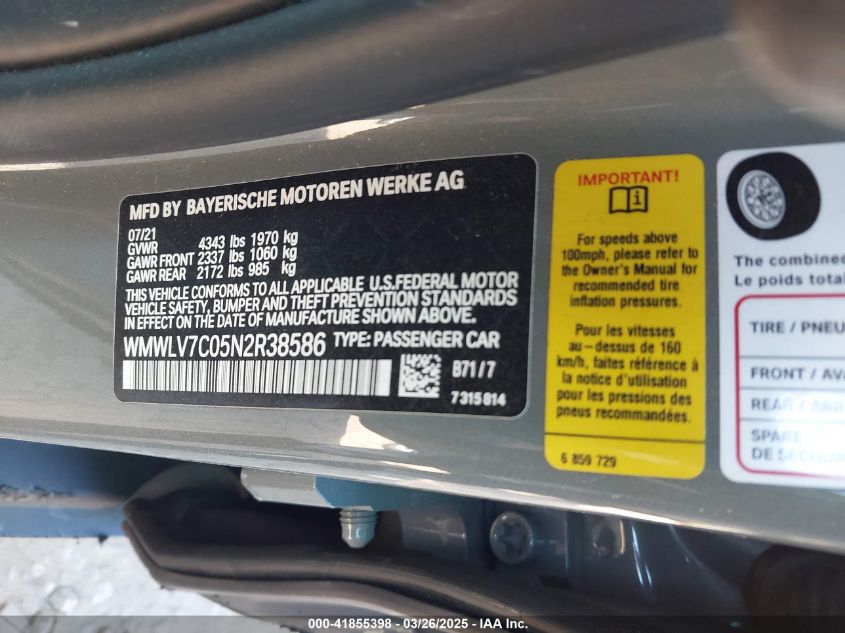 MFD BY BAYERISCHE MOTOREN WERKE AG
07/21
GVWR 4343 lbs 1970 kg
GAWR FRONT 2337 lbs 1060 kg
GAWR REAR 2172 lbs 985 kg
THIS VEHICLE CONFORMS TO ALL APPLICABLE U.S.FEDERAL MOTOR
VEHICLE SAFETY, BUMPER AND THEFT PREVENTION STANDARDS
IN EFFECT ON THE DATE OF MANUFACTURE SHOWN ABOVE.
WMWLV7C05N2R38586 TYPE: PASSENGER CAR
B71/7
7315814
IMPORTANT!
For speeds above
100mph, please refer to
the Owner's Manual for
recommended tire
inflation pressures.
Pour les vitesses
au-dessus de 160
km/h, faites référence à
la notice d'utilisation
pour les pressions des
pneus recommandées.
6 859 729
The combined
Le poids total
TIRE / PNEU
FRONT / AVA
REAR / ARR
SPARE
DE SECOUR
000-41855398 - 03/26/2025 - IAAI Inc.